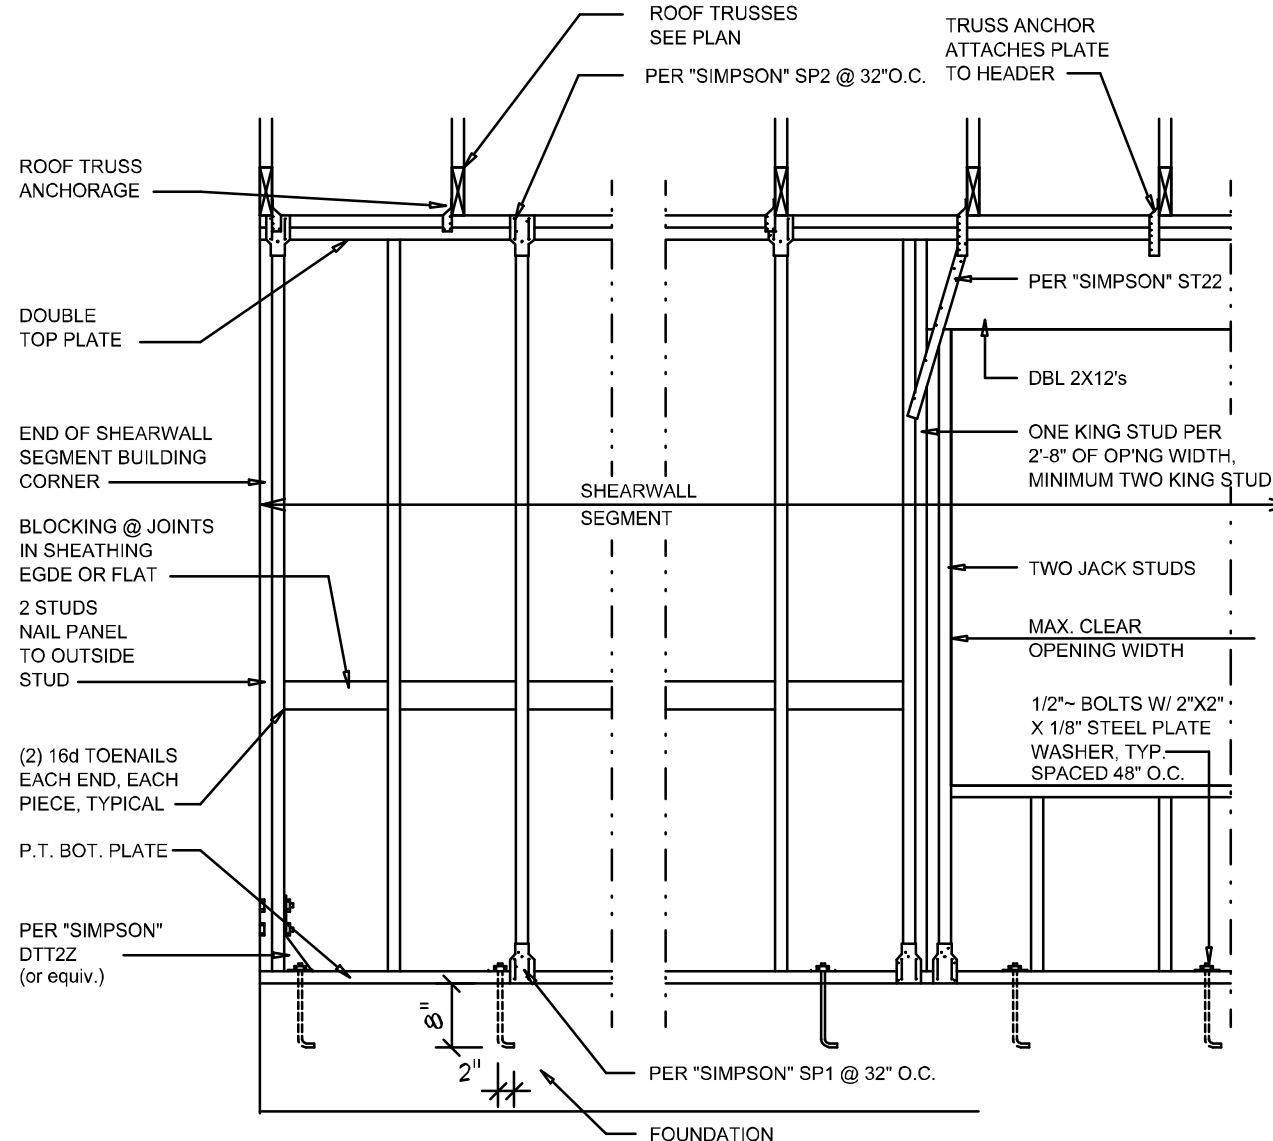 ROOF TRUSSES
SEE PLAN
PER "SIMPSON" SP2 @ 32"O.C.
TRUSS ANCHOR
ATTACHES PLATE
TO HEADER
ROOF TRUSS
ANCHORAGE
PER "SIMPSON" ST22
DOUBLE
TOP PLATE
DBL 2X12's
END OF SHEARWALL
SEGMENT BUILDING
CORNER
ONE KING STUD PER
2'-8" OF OP'NG WIDTH,
MINIMUM TWO KING STUD
SHEARWALL
SEGMENT
BLOCKING @ JOINTS
IN SHEATHING
EGDE OR FLAT
TWO JACK STUDS
2 STUDS
NAIL PANEL
TO OUTSIDE
STUD
MAX. CLEAR
OPENING WIDTH
1/2"~ BOLTS W/ 2"X2"
X 1/8" STEEL PLATE
WASHER, TYP.
SPACED 48" O.C.
(2) 16d TOENAILS
EACH END, EACH
PIECE, TYPICAL
P.T. BOT. PLATE
PER "SIMPSON"
DTT2Z
(or equiv.)
8"
2"
PER "SIMPSON" SP1 @ 32" O.C.
FOUNDATION